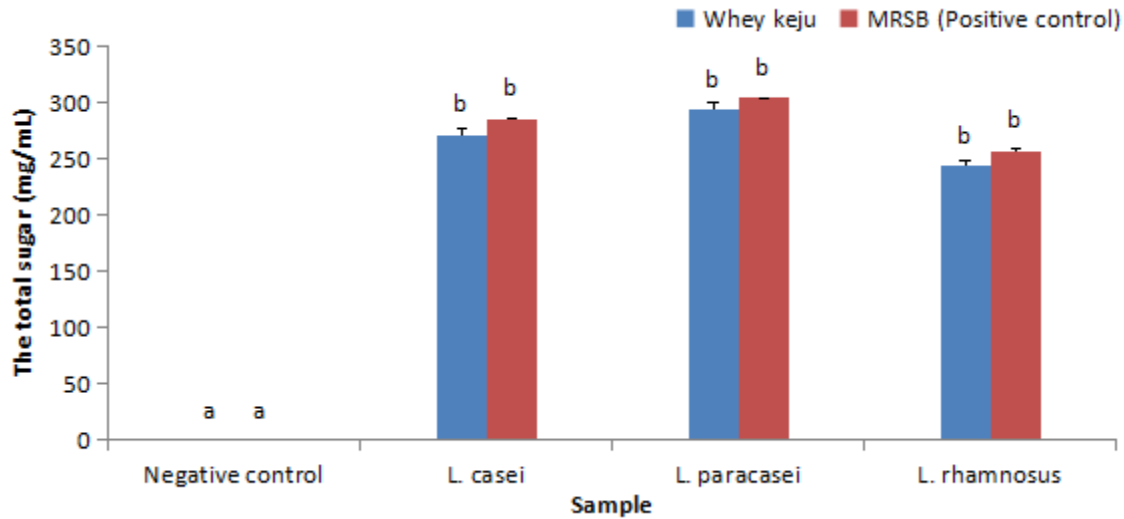 Whey keju MRSB (Positive control)
The total sugar (mg/mL)
350
300
250
200
150
100
50
0
a a
b b
b b
b b
Negative control L. casei L. paracasei L. rhamnosus
Sample